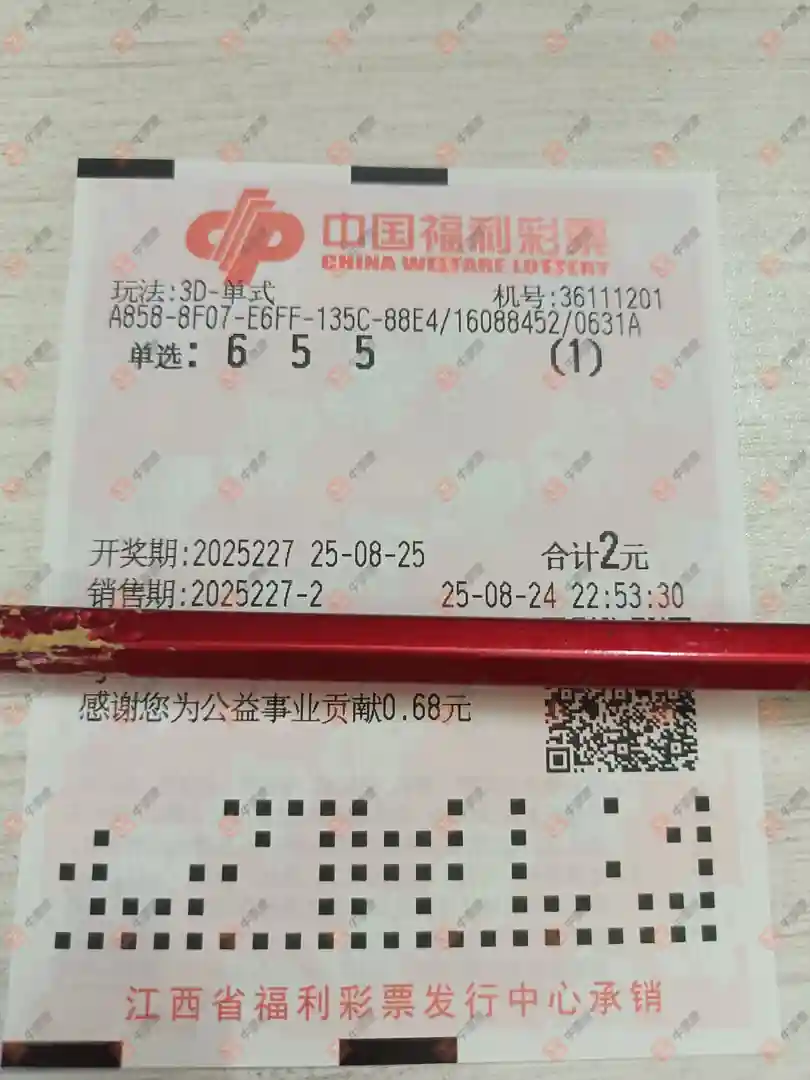 中国福利彩票
CHINA WELFARE LOTTERY
玩法:3D-单式 机号:36111201
A858-8F07-E6FF-135C-88E4/16088452/0631A
单选: 6 5 5 (1)
开奖期:2025227 25-08-25 合计2元
销售期:2025227-2 25-08-24 22:53:30
感谢您为公益事业贡献0.68元
江西省福利彩票发行中心承销